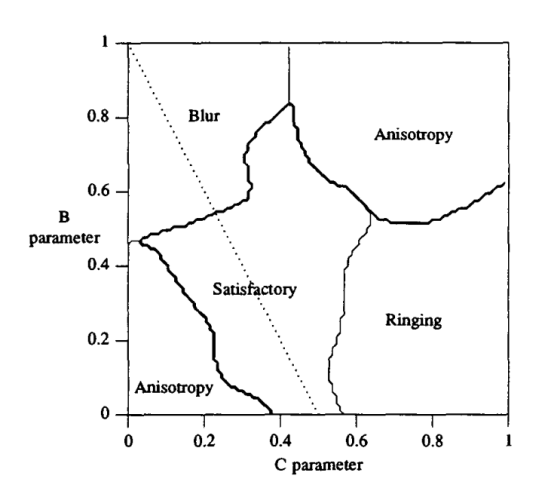 1
Blur
0.8
Anisotropy
0.6
B
parameter
0.4
Satisfactory
Ringing
0.2
Anisotropy
0
0 0.2 0.4 0.6 0.8 1
C parameter